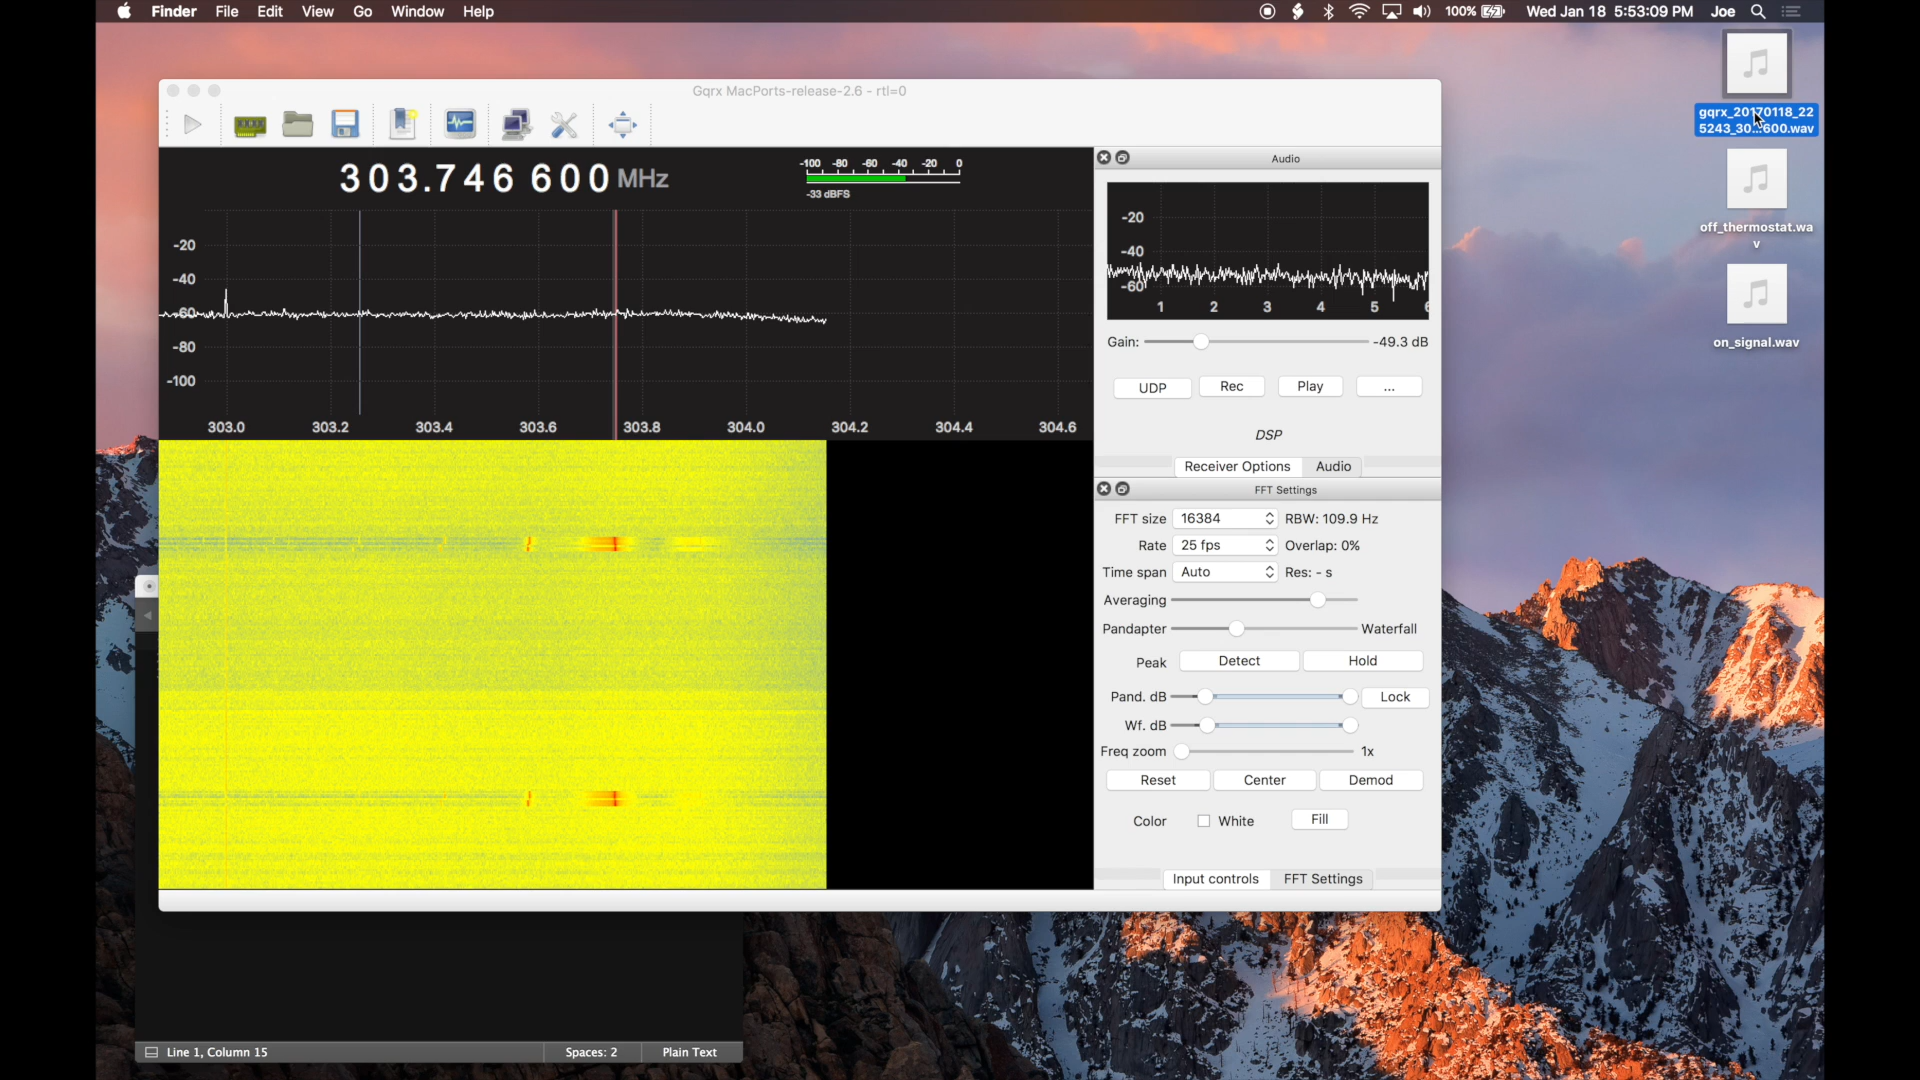 Finder File Edit View Go Window Help
100% Wed Jan 18 5:53:09 PM Joe
gqrx_20170118_22
5243_30...600.wav
off_thermostat.wa
v
on_signal.wav
Gqrx MacPorts-release-2.6 - rtl=0
303.746 600 MHz
-100 -80 -60 -40 -20 0
-33 dBFS
-20
-40
-60
-80
-100
303.0 303.2 303.4 303.6 303.8 304.0 304.2 304.4 304.6
Audio
-20
-40
-60
1 2 3 4 5 6
Gain: -49.3 dB
UDP Rec Play ...
DSP
Receiver Options Audio
FFT Settings
FFT size 16384 RBW: 109.9 Hz
Rate 25 fps Overlap: 0%
Time span Auto Res: - s
Averaging
Pandapter Waterfall
Peak Detect Hold
Pand. dB Lock
Wf. dB
Freq zoom 1x
Reset Center Demod
Color White Fill
Input controls FFT Settings
Line 1, Column 15 Spaces: 2 Plain Text